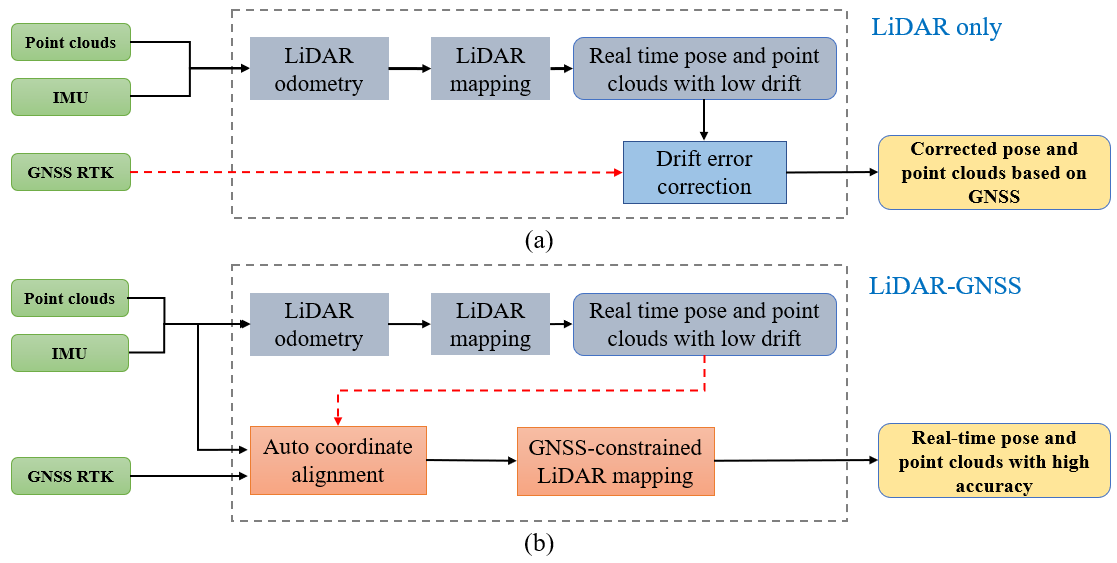 LiDAR only
Point clouds
IMU
GNSS RTK
LiDAR
odometry
LiDAR
mapping
Real time pose and point
clouds with low drift
Drift error
correction
Corrected pose and
point clouds based on
GNSS
(a)
LiDAR-GNSS
Point clouds
IMU
GNSS RTK
LiDAR
odometry
LiDAR
mapping
Real time pose and point
clouds with low drift
Auto coordinate
alignment
GNSS-constrained
LiDAR mapping
Real-time pose and
point clouds with high
accuracy
(b)